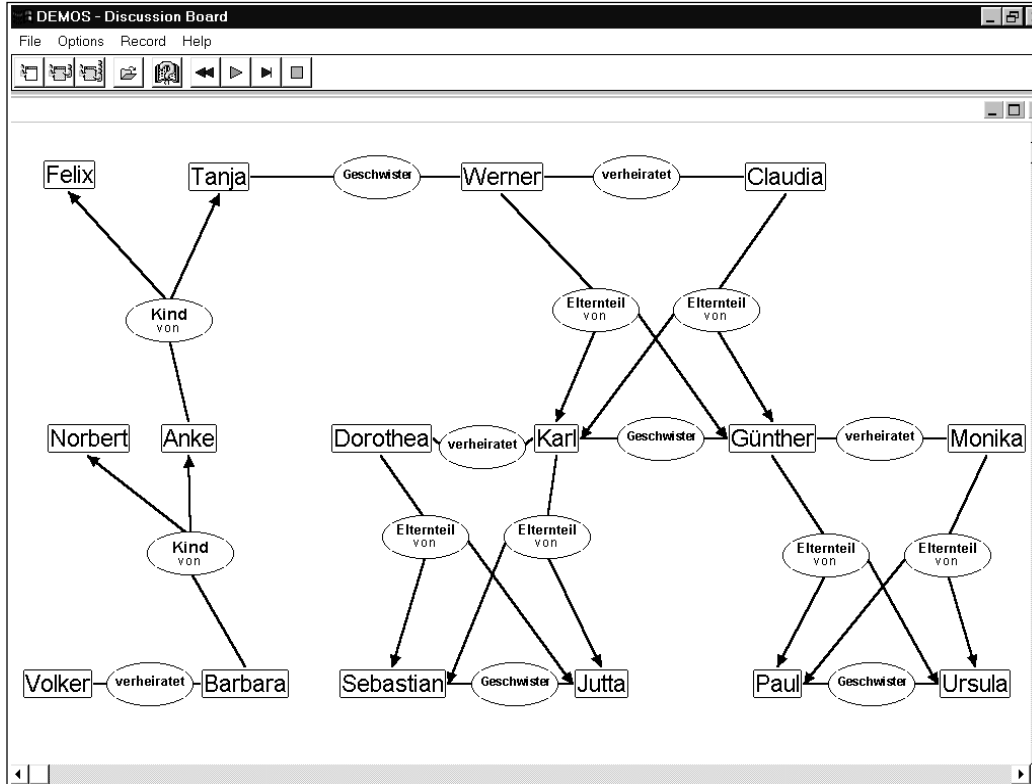 DEMOS - Discussion Board
File Options Record Help
Felix
Tanja
Geschwister
Werner
verheiratet
Claudia
Kind
von
Elternteil
von
Elternteil
von
Norbert
Anke
Dorothea
verheiratet
Karl
Geschwister
Günther
verheiratet
Monika
Kind
von
Elternteil
von
Elternteil
von
Elternteil
von
Elternteil
von
Volker
verheiratet
Barbara
Sebastian
Geschwister
Jutta
Paul
Geschwister
Ursula